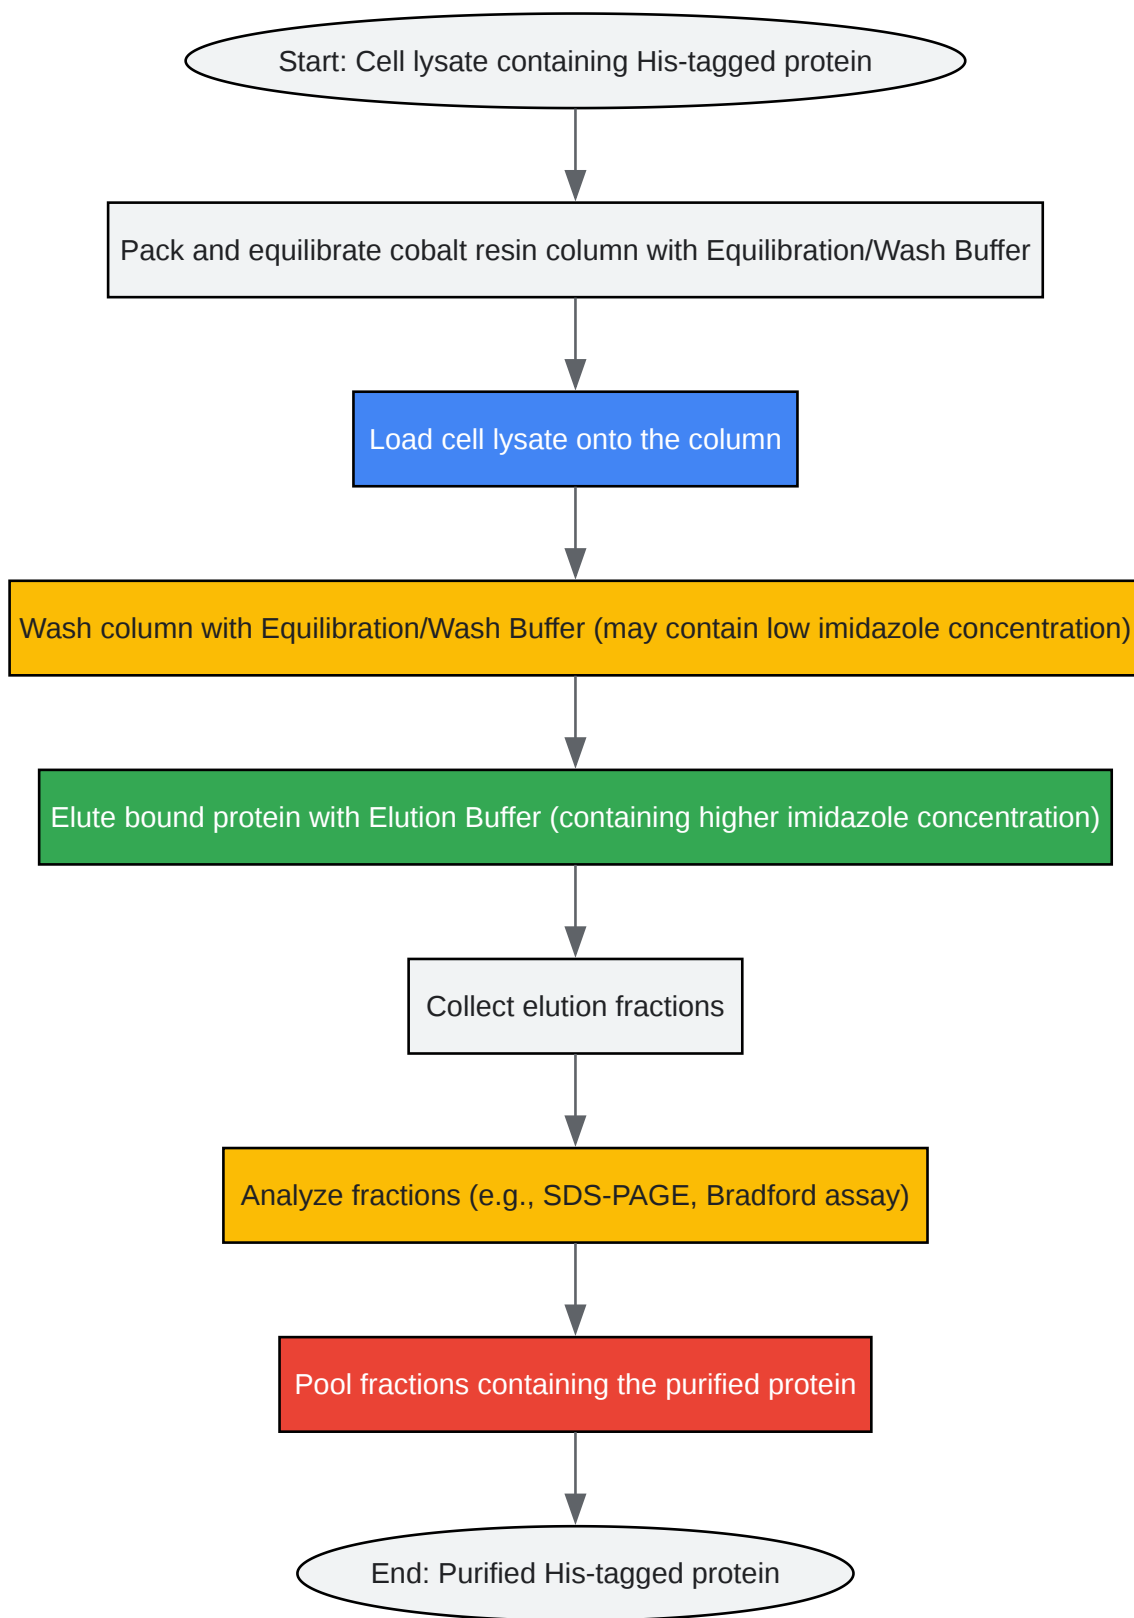 Start: Cell lysate containing His-tagged protein
Pack and equilibrate cobalt resin column with Equilibration/Wash Buffer
Load cell lysate onto the column
Wash column with Equilibration/Wash Buffer (may contain low imidazole concentration)
Elute bound protein with Elution Buffer (containing higher imidazole concentration)
Collect elution fractions
Analyze fractions (e.g., SDS-PAGE, Bradford assay)
Pool fractions containing the purified protein
End: Purified His-tagged protein